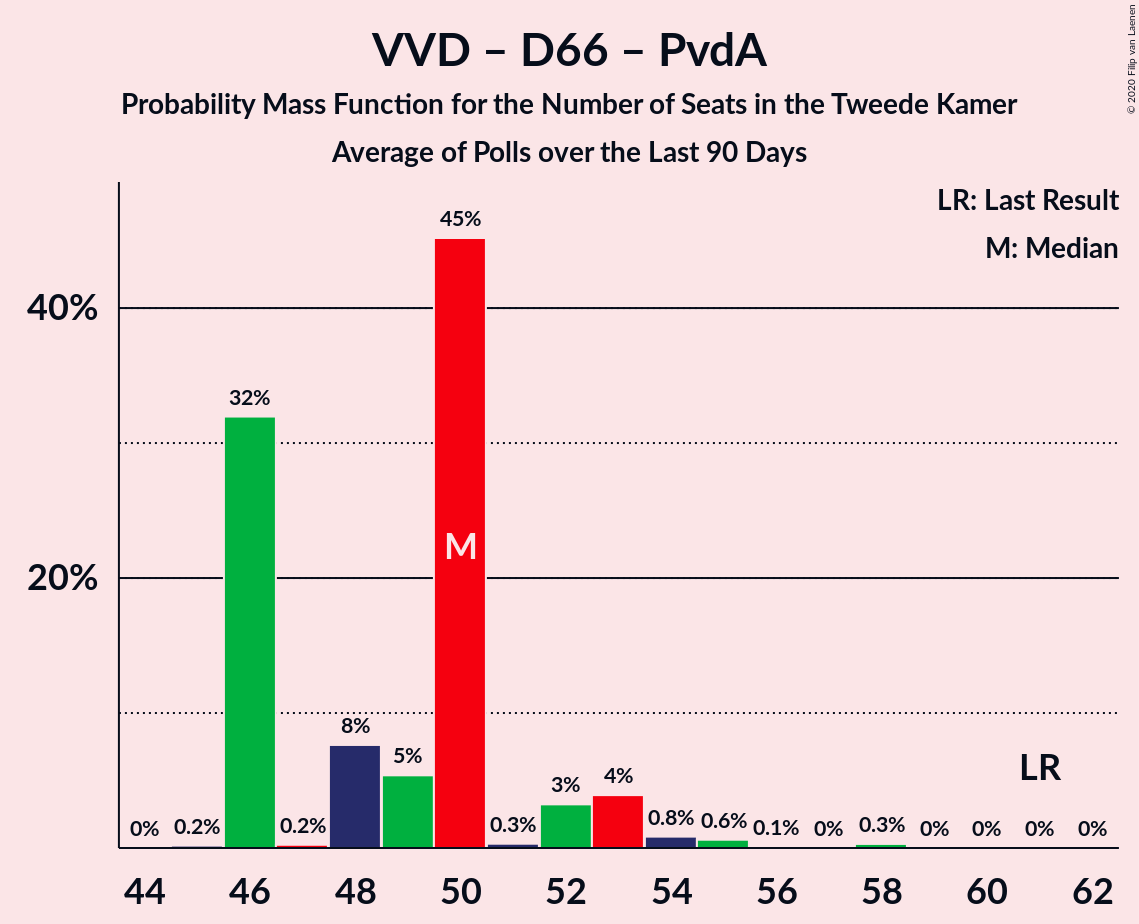 VVD – D66 – PvdA
Probability Mass Function for the Number of Seats in the Tweede Kamer
Average of Polls over the Last 90 Days
© 2020 Filip van Laenen
LR: Last Result
M: Median
40%
20%
0%
0.2%
32%
0.2%
8%
5%
45%
M
0.3%
3%
4%
0.8%
0.6%
0.1%
0%
0.3%
0%
0%
0%
0%
LR
44 46 48 50 52 54 56 58 60 62